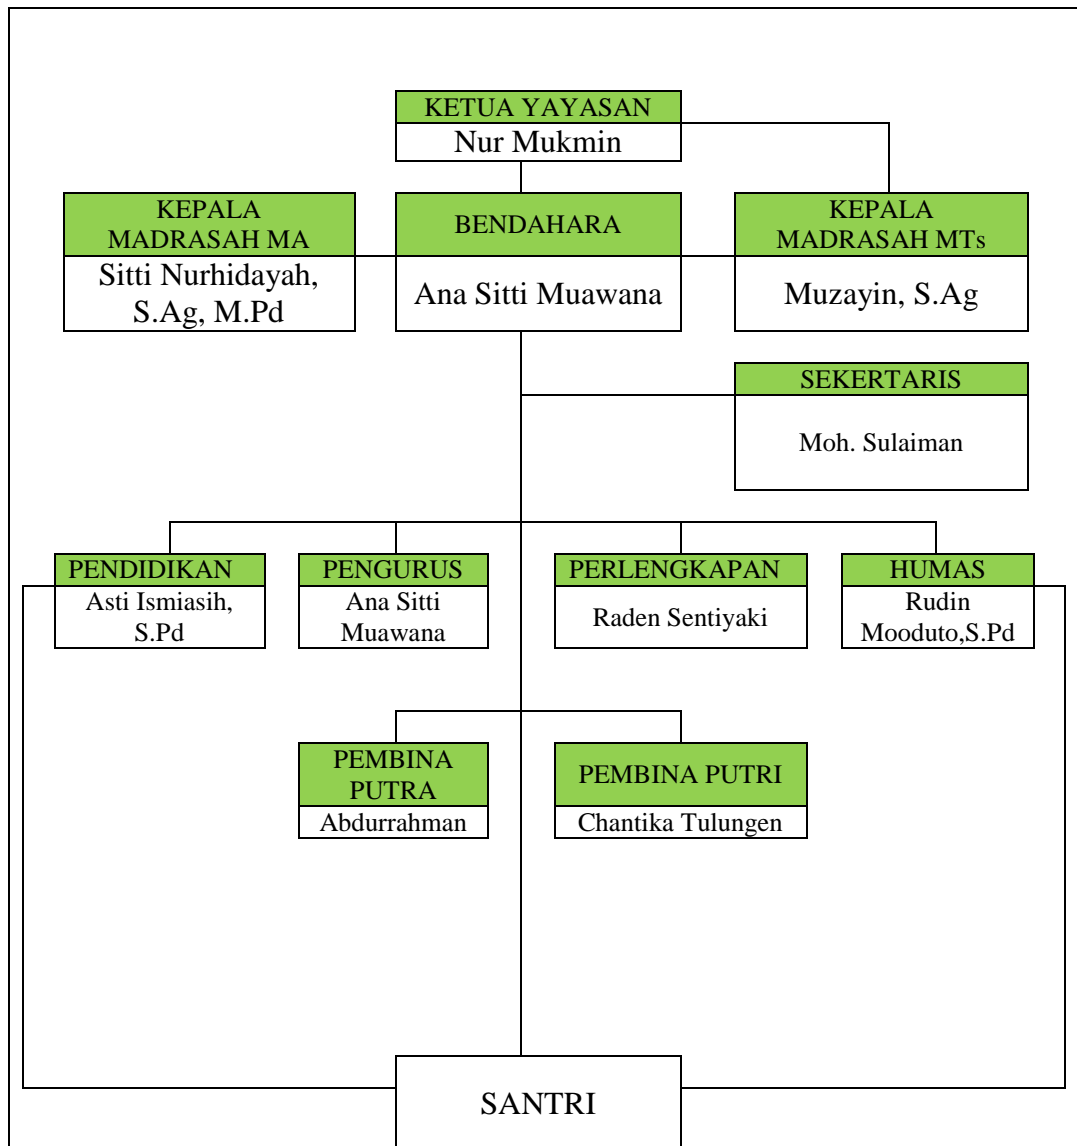 KETUA YAYASAN
Nur Mukmin
KEPALA
MADRASAH MA
Sitti Nurhidayah,
S.Ag, M.Pd
BENDAHARA
Ana Sitti Muawana
KEPALA
MADRASAH MTs
Muzayin, S.Ag
SEKERTARIS
Moh. Sulaiman
PENDIDIKAN
Asti Ismiasih,
S.Pd
PENGURUS
Ana Sitti
Muawana
PERLENGKAPAN
Raden Sentiyaki
HUMAS
Rudin
Mooduto,S.Pd
PEMBINA
PUTRA
Abdurrahman
PEMBINA PUTRI
Chantika Tulungen
SANTRI